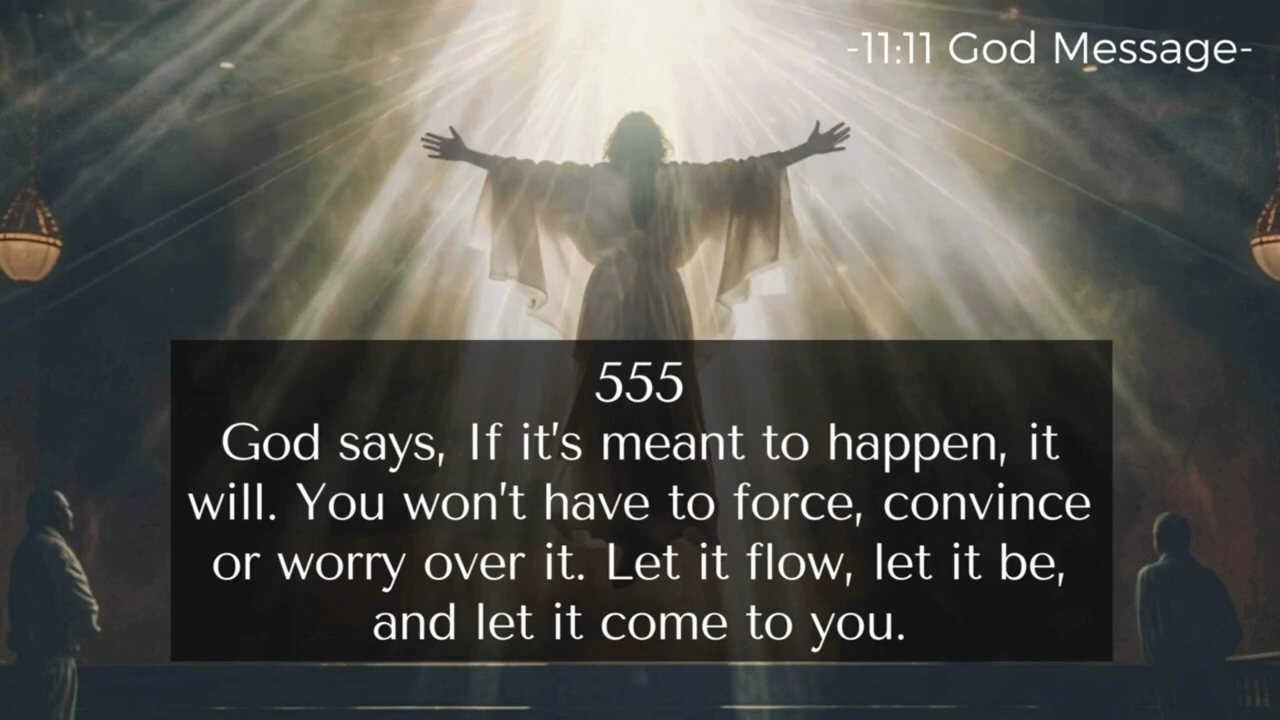 -11:11 God Message-
555
God says, If it's meant to happen, it
will. You won't have to force, convince
or worry over it. Let it flow, let it be,
and let it come to you.